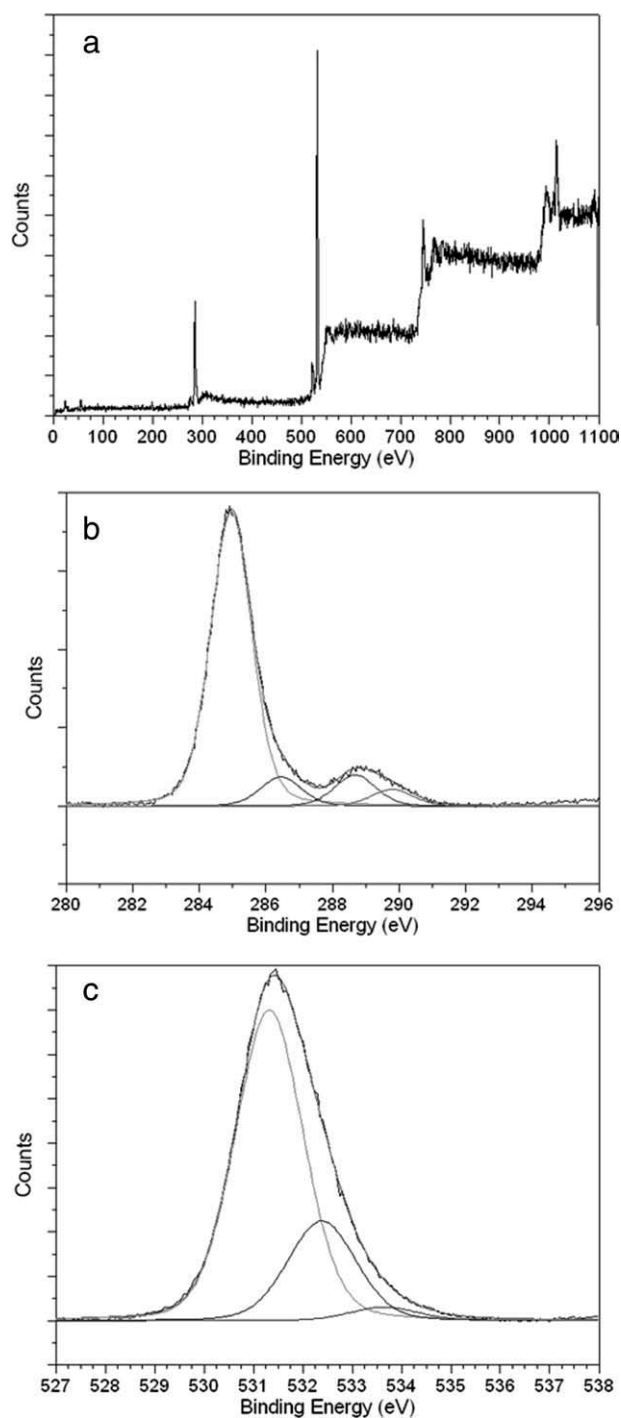 a
Counts
0 100 200 300 400 500 600 700 800 900 1000 1100
Binding Energy (eV)
b
Counts
280 282 284 286 288 290 292 294 296
Binding Energy (eV)
c
Counts
527 528 529 530 531 532 533 534 535 536 537 538
Binding Energy (eV)